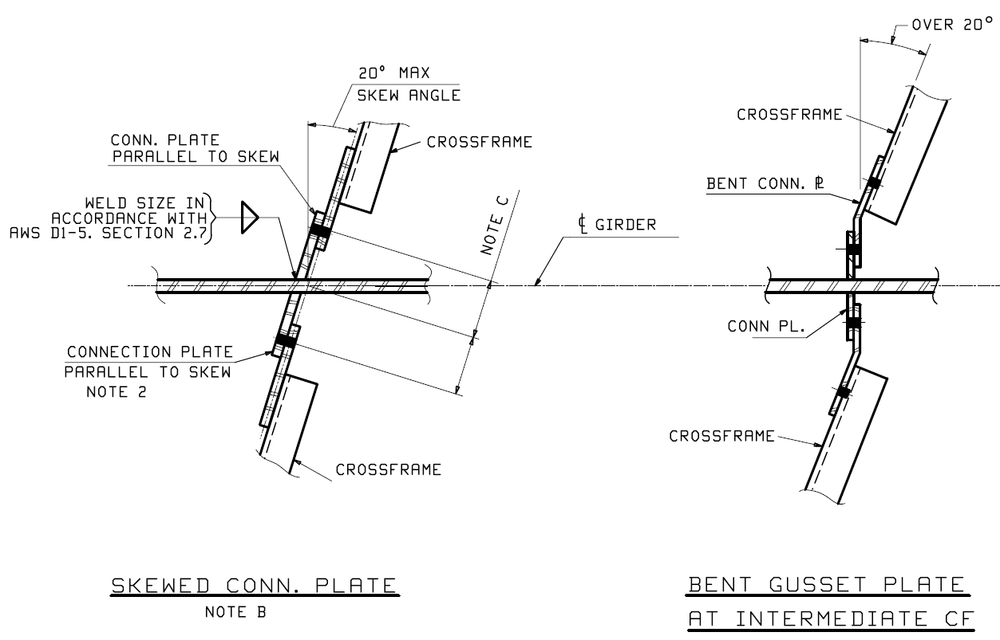 20° MAX
SKEW ANGLE
CONN. PLATE
PARALLEL TO SKEW
CROSSFRAME
WELD SIZE IN
ACCORDANCE WITH
AWS D1-5. SECTION 2.7
NOTE C
℄ GIRDER
CONNECTION PLATE
PARALLEL TO SKEW
NOTE 2
CROSSFRAME
SKEWED CONN. PLATE
NOTE B
OVER 20°
CROSSFRAME
BENT CONN. ⅊
CONN PL.
CROSSFRAME
BENT GUSSET PLATE
AT INTERMEDIATE CF